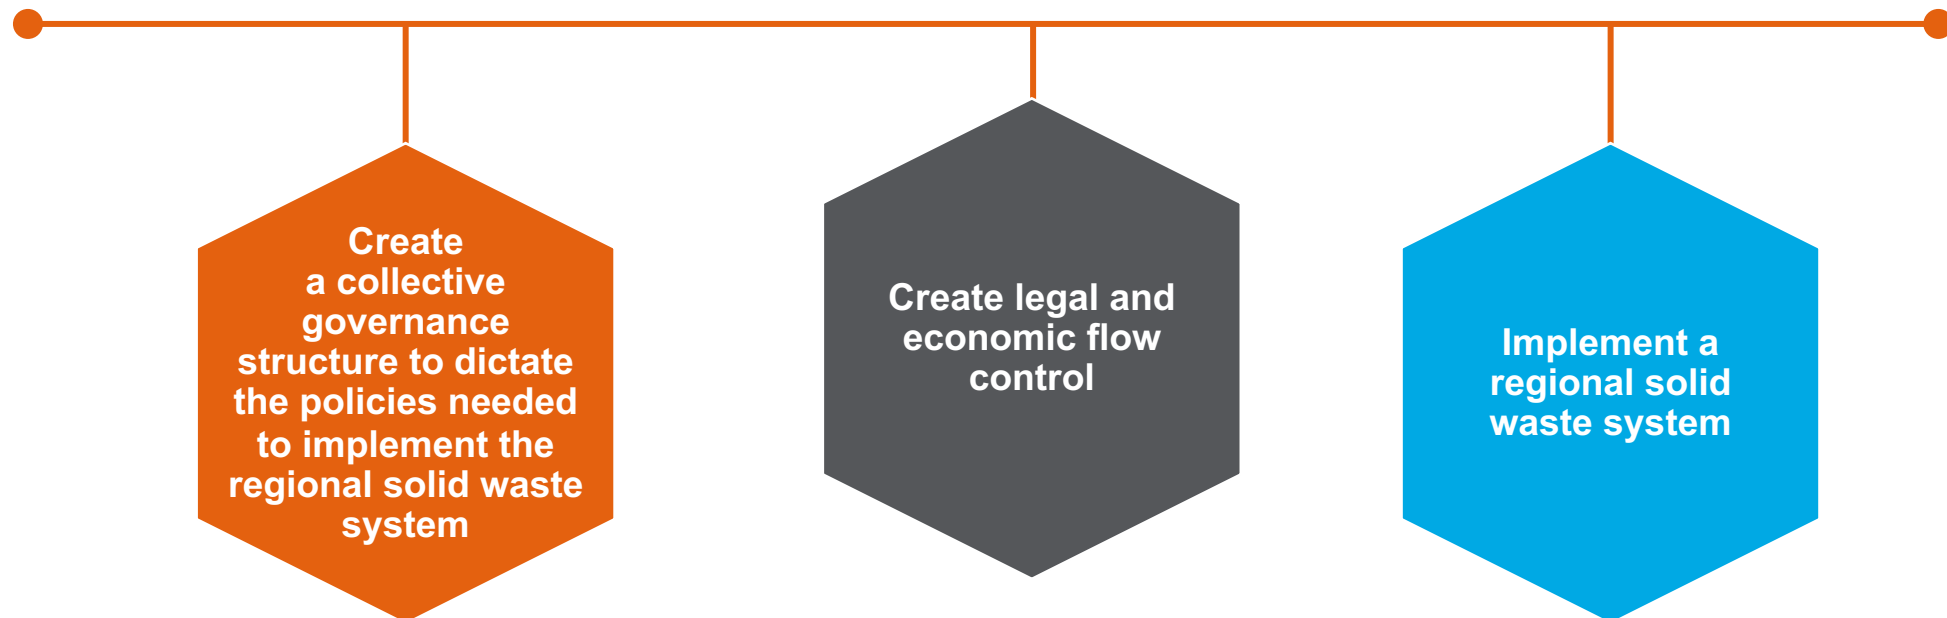 Create
a collective
governance
structure to dictate
the policies needed
to implement the
regional solid waste
system
Create legal and
economic flow
control
Implement a
regional solid
waste system